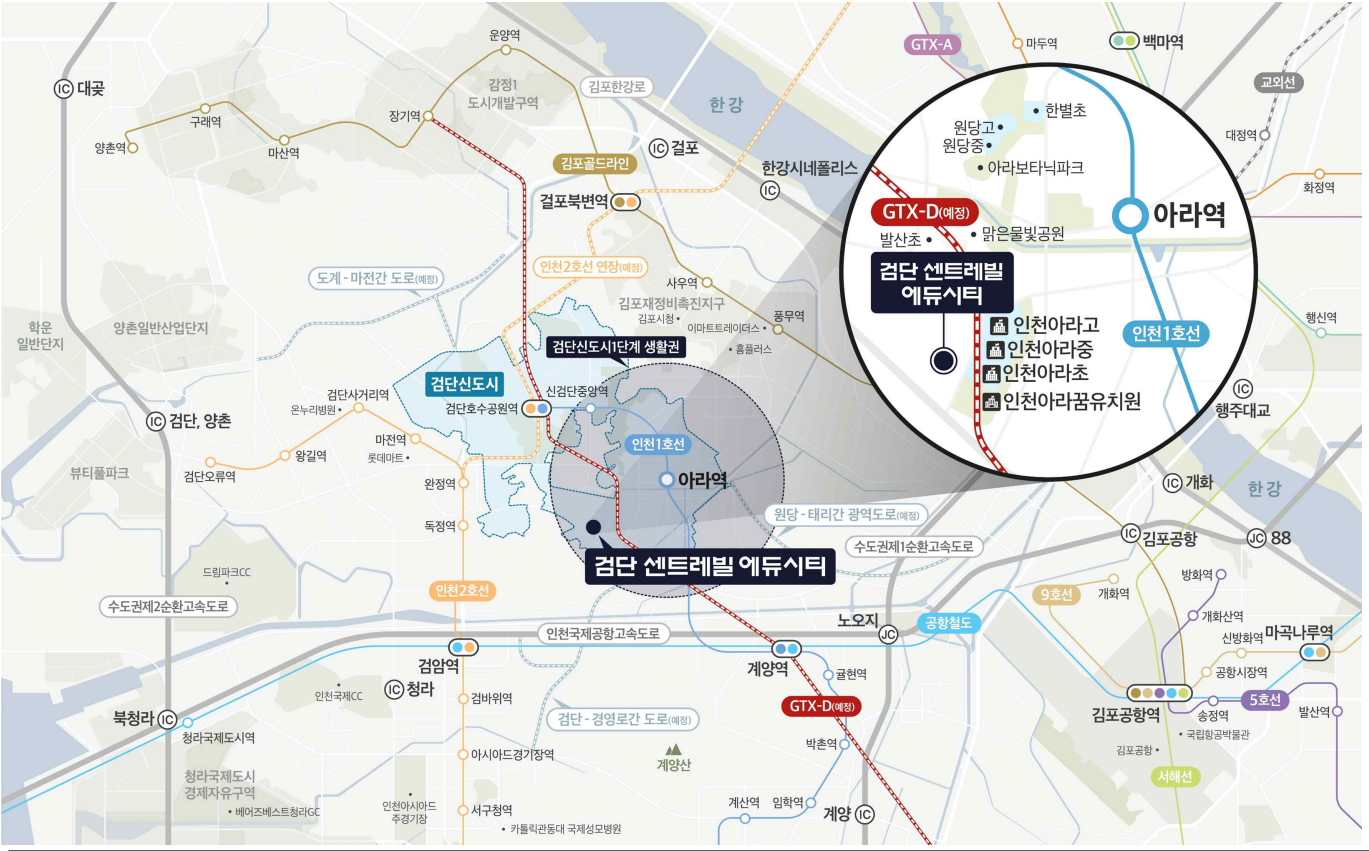 운양역
GTX-A
마두역
백마역
IC 대곶
감정1
도시개발구역
김포한강로
한강
교외선
구래역
장기역
양촌역
마산역
IC 걸포
대정역
김포골드라인
한강시네폴리스
IC
화정역
걸포북변역
한별초
원당고
원당중
아라보타닉파크
GTX-D(예정)
아라역
발산초
맑은물빛공원
검단 센트레빌
에듀시티
인천아라고
인천아라중
인천아라초
인천아라꿈유치원
인천1호선
도계 - 마전간 도로(예정)
인천2호선 연장(예정)
사우역
김포재정비촉진지구
김포시청
이마트트레이더스
풍무역
홈플러스
행신역
학운
일반단지
양촌일반산업단지
검단신도시1단계 생활권
검단신도시
IC
행주대교
검단사거리역
온누리병원
검단호수공원역
신검단중앙역
IC 검단, 양촌
마전역
롯데마트
인천1호선
왕길역
뷰티풀파크
검단오류역
완정역
아라역
IC 개화
한강
독정역
원당 - 태리간 광역도로(예정)
IC 김포공항
JC 88
수도권제1순환고속도로
검단 센트레빌 에듀시티
드림파크CC
방화역
인천2호선
9호선
개화역
수도권제2순환고속도로
개화산역
노오지
JC
공항철도
인천국제공항고속도로
신방화역
마곡나루역
검암역
계양역
공항시장역
귤현역
IC 청라
인천국제CC
검바위역
GTX-D(예정)
김포공항역
송정역
5호선
발산역
북청라 IC
검단 - 경명로간 도로(예정)
국립항공박물관
청라국제도시역
박촌역
김포공항
아시아드경기장역
계양산
서해선
청라국제도시
경제자유구역
베어즈베스트청라GC
인천아시아드
주경기장
서구청역
계산역
임학역
계양 IC
카톨릭관동대 국제성모병원